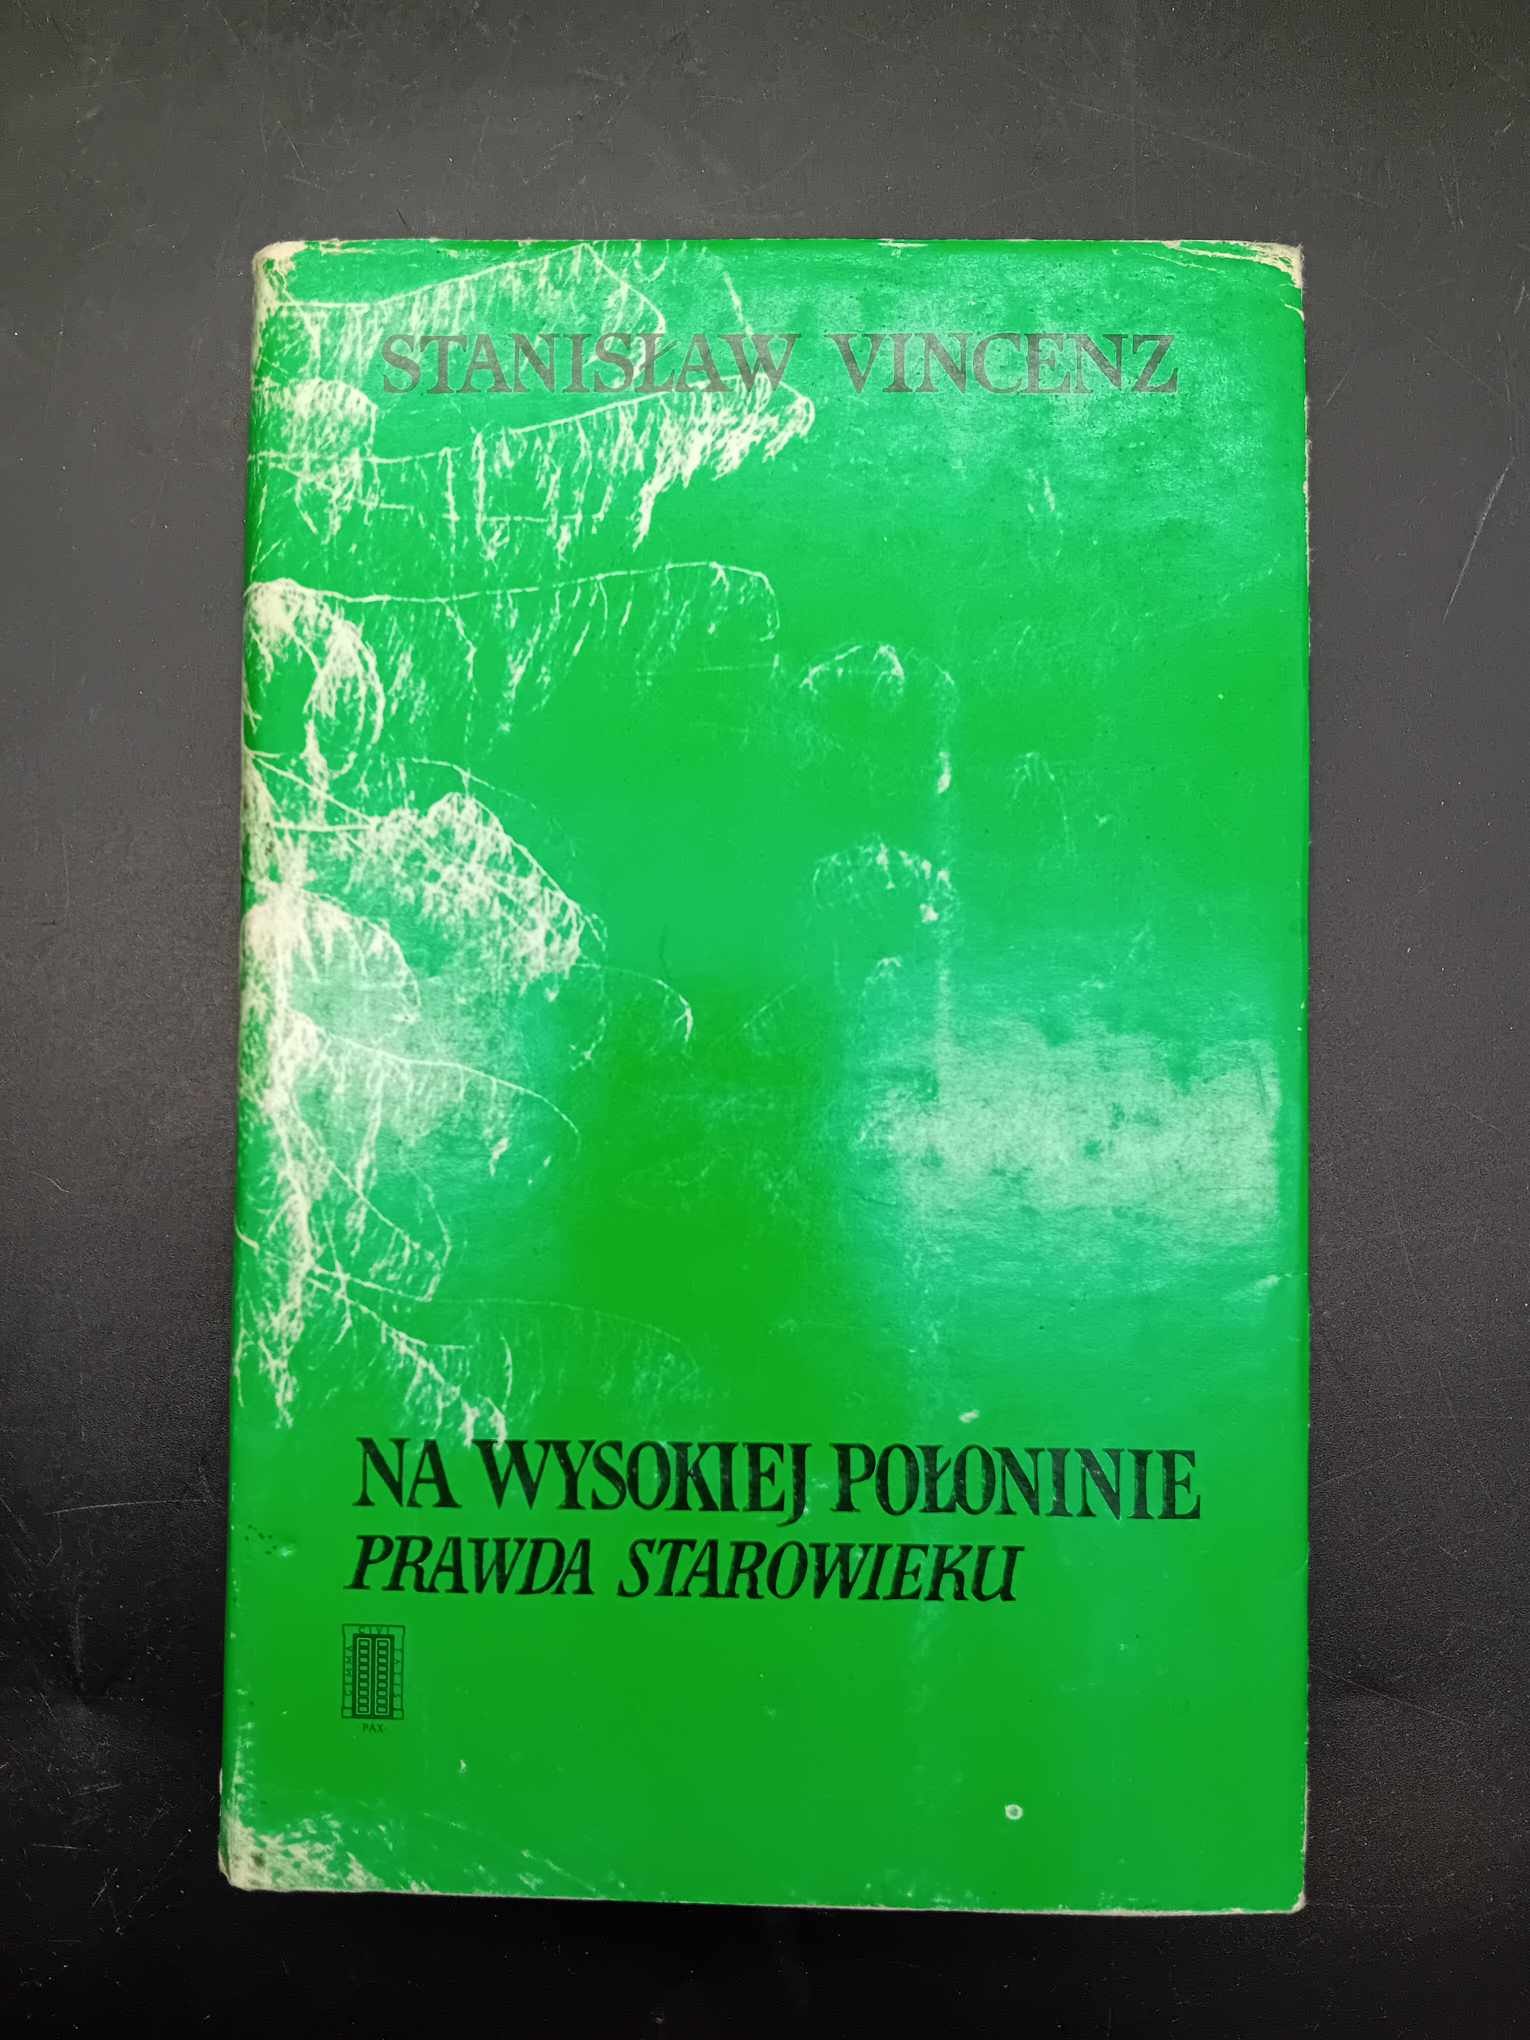 STANISŁAW VINCENZ
NA WYSOKIEJ POŁONINIE
PRAWDA STAROWIEKU
PAX